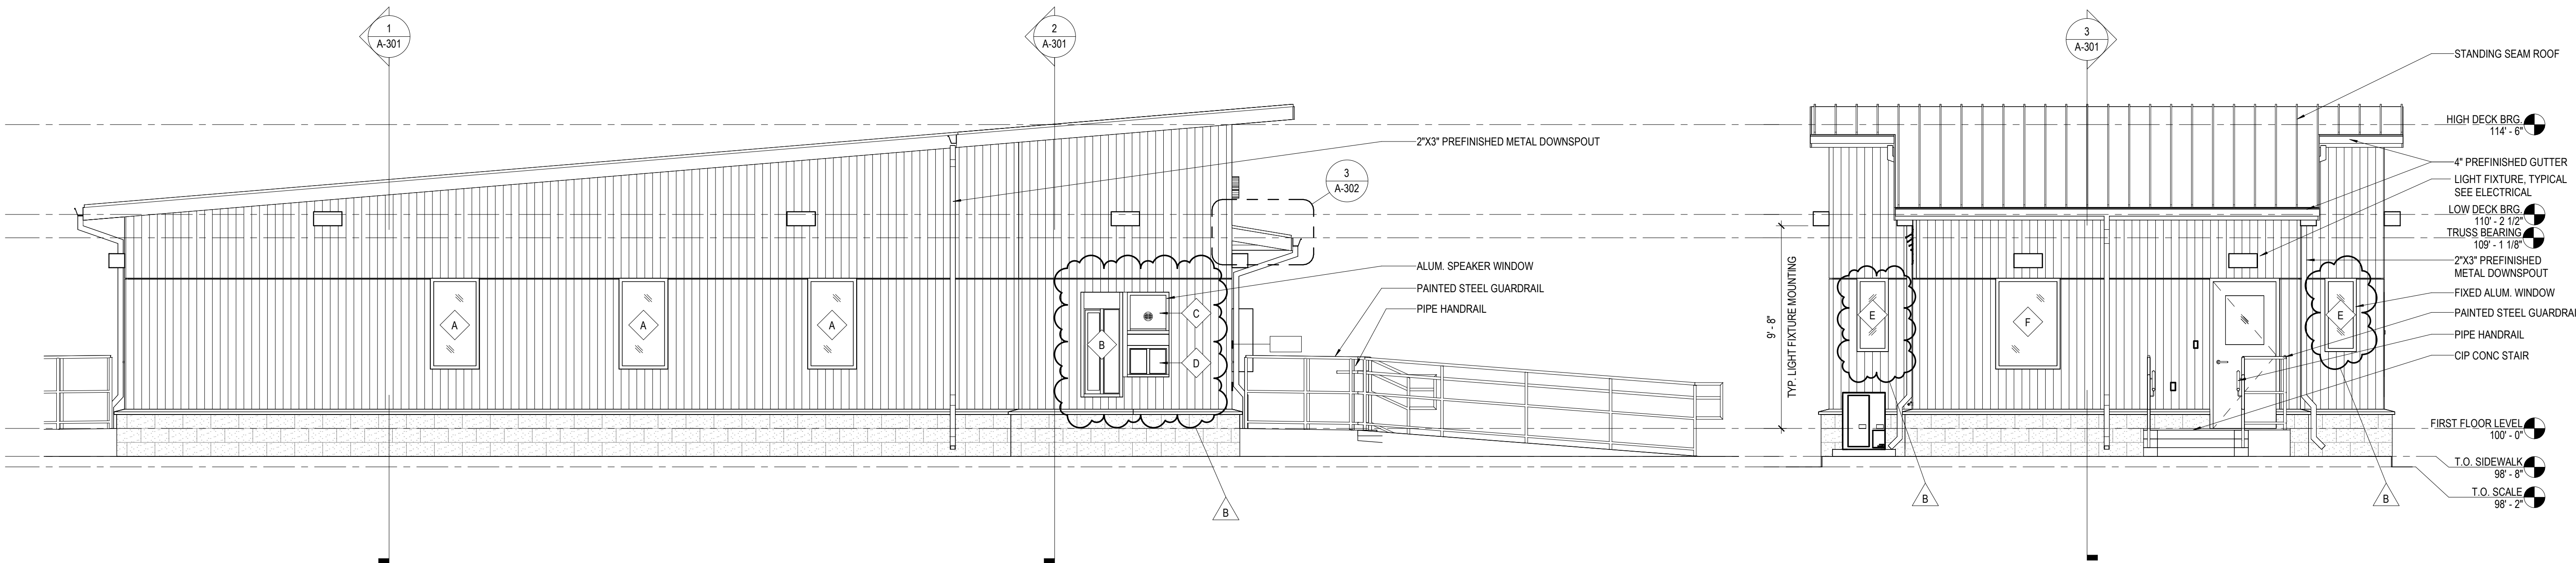 1
A-301
2
A-301
3
A-301
STANDING SEAM ROOF
HIGH DECK BRG.
114' - 6"
2"X3" PREFINISHED METAL DOWNSPOUT
4" PREFINISHED GUTTER
3
A-302
LIGHT FIXTURE, TYPICAL
SEE ELECTRICAL
LOW DECK BRG.
110' - 2 1/2"
TRUSS BEARING
109' - 1 1/8"
2"X3" PREFINISHED
METAL DOWNSPOUT
ALUM. SPEAKER WINDOW
PAINTED STEEL GUARDRAIL
PIPE HANDRAIL
FIXED ALUM. WINDOW
PAINTED STEEL GUARDRAI
PIPE HANDRAIL
CIP CONC STAIR
A
A
A
B
C
D
E
F
E
9' - 8"
TYP. LIGHT FIXTURE MOUNTING
FIRST FLOOR LEVEL
100' - 0"
T.O. SIDEWALK
98' - 8"
T.O. SCALE
98' - 2"
B
B
B